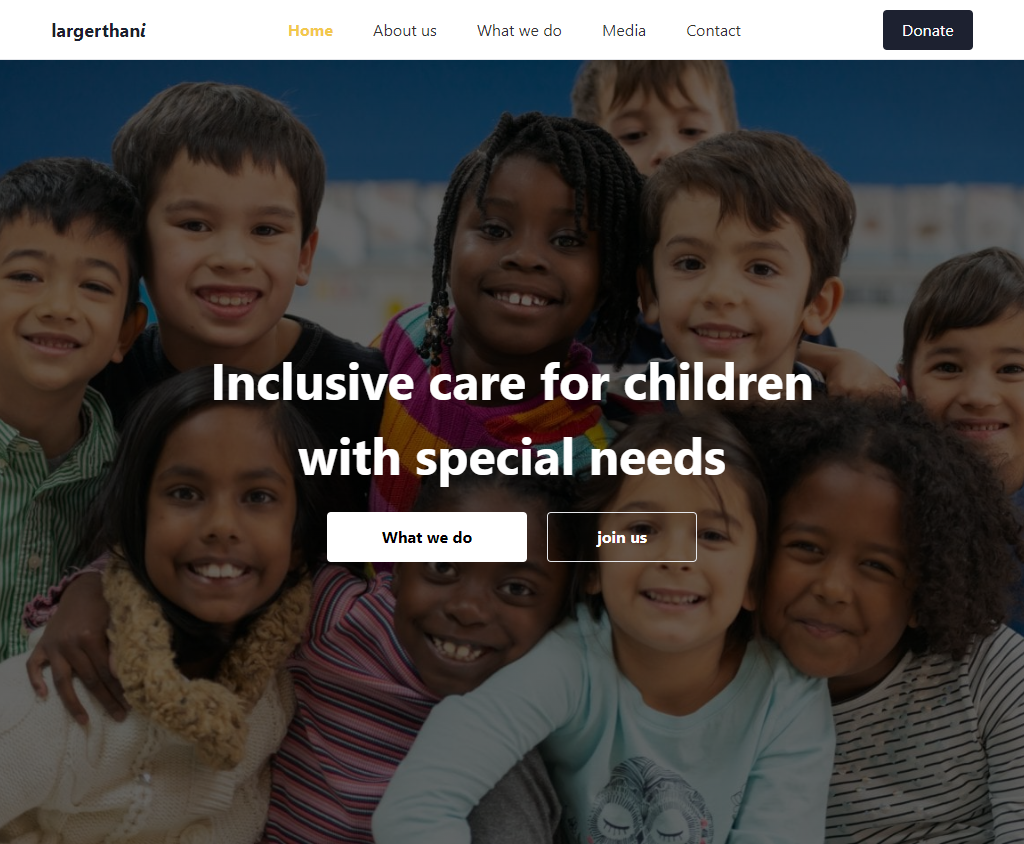 largerthani
Home
About us
What we do
Media
Contact
Donate
Inclusive care for children
with special needs
What we do
join us